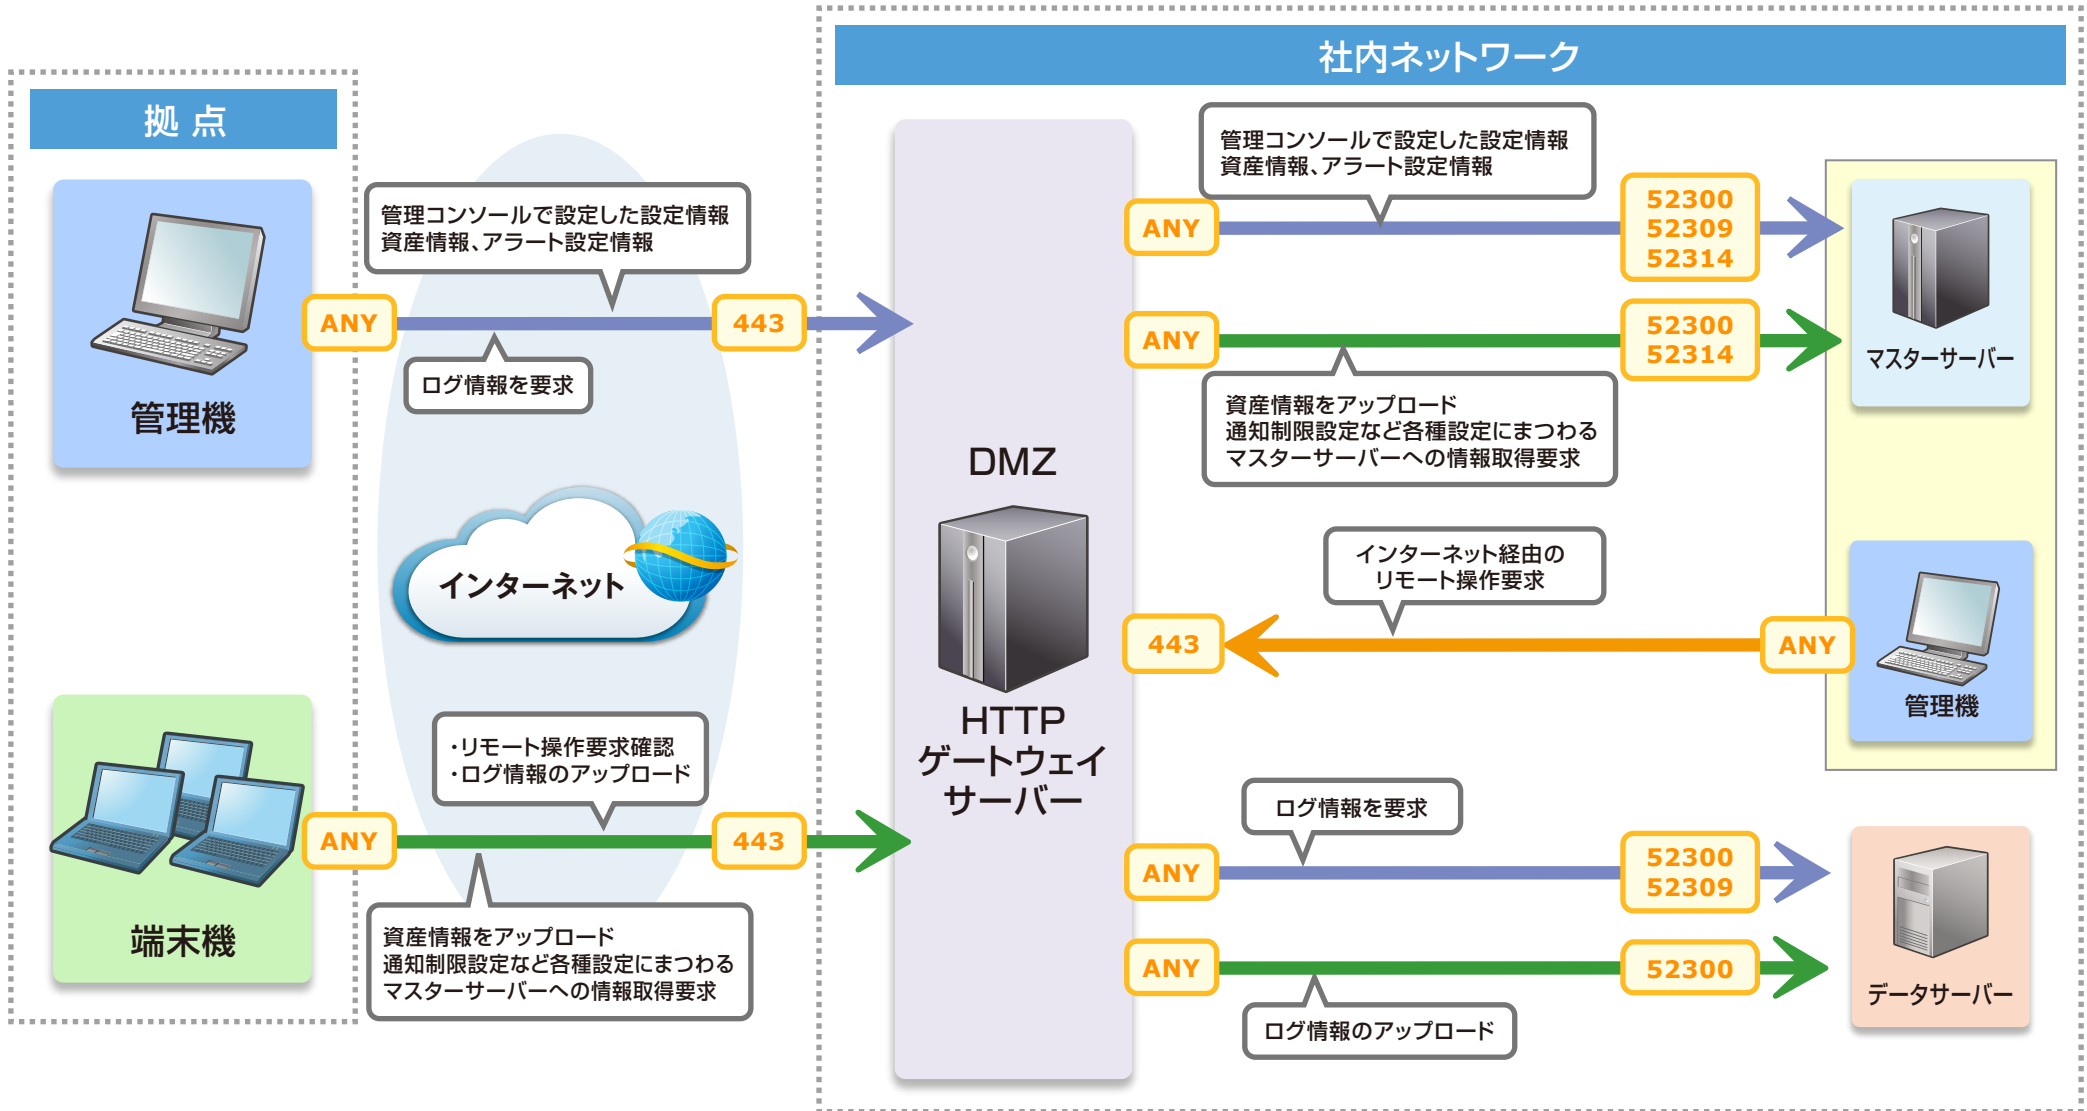 拠 点
管理機
ANY
管理コンソールで設定した設定情報
資産情報、アラート設定情報
ログ情報を要求
443
インターネット
端末機
ANY
・リモート操作要求確認
・ログ情報のアップロード
443
資産情報をアップロード
通知制限設定など各種設定にまつわる
マスターサーバーへの情報取得要求
社内ネットワーク
DMZ
HTTP
ゲートウェイ
サーバー
管理コンソールで設定した設定情報
資産情報、アラート設定情報
ANY
52300
52309
52314
ANY
52300
52314
資産情報をアップロード
通知制限設定など各種設定にまつわる
マスターサーバーへの情報取得要求
マスターサーバー
インターネット経由の
リモート操作要求
443
ANY
管理機
ログ情報を要求
ANY
52300
52309
ANY
52300
ログ情報のアップロード
データサーバー